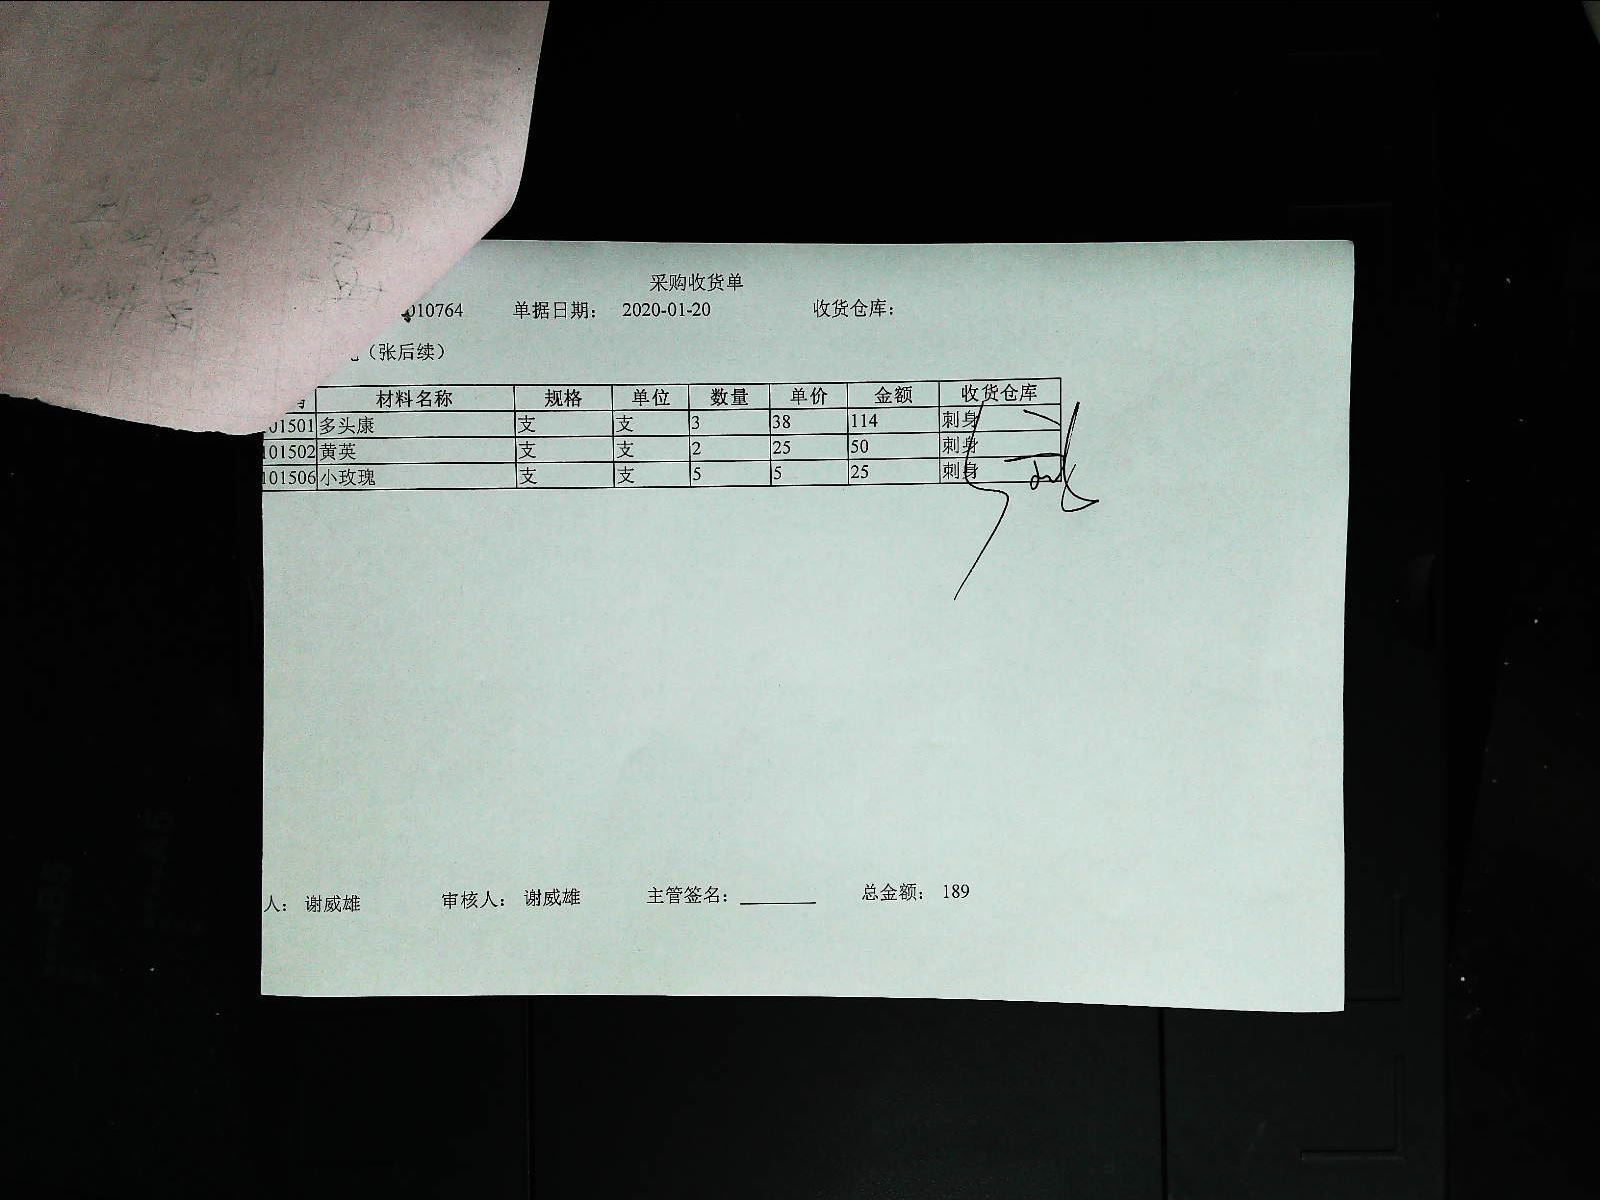 采购收货单
010764 单据日期： 2020-01-20 收货仓库：
（张后续）
材料名称 规格 单位 数量 单价 金额 收货仓库
01501 多头康 支 支 3 38 114 刺身
101502 黄英 支 支 2 25 50 刺身
101506 小玫瑰 支 支 5 5 25 刺身
人： 谢威雄 审核人： 谢威雄 主管签名： 总金额： 189